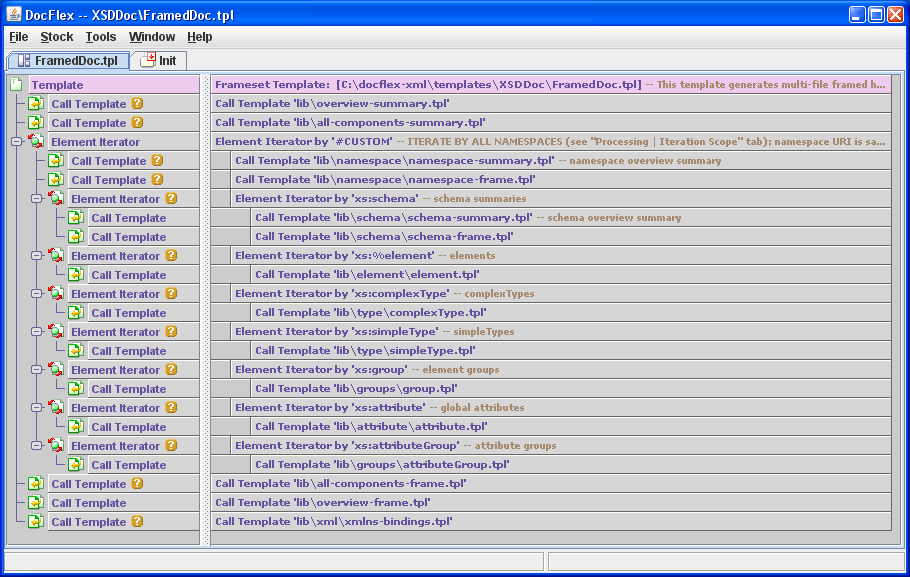 DocFlex -- XSDDoc\FramedDoc.tpl
File Stock Tools Window Help
FramedDoc.tpl Init
Template Frameset Template: [C:\docflex-xml\templates\XSDDoc\FramedDoc.tpl] -- This template generates multi-file framed h...
Call Template ? Call Template 'lib\overview-summary.tpl'
Call Template ? Call Template 'lib\all-components-summary.tpl'
Element Iterator Element Iterator by '#CUSTOM' -- ITERATE BY ALL NAMESPACES (see "Processing | Iteration Scope" tab); namespace URI is sa...
Call Template ? Call Template 'lib\namespace\namespace-summary.tpl' -- namespace overview summary
Call Template ? Call Template 'lib\namespace\namespace-frame.tpl'
Element Iterator ? Element Iterator by 'xs:schema' -- schema summaries
Call Template Call Template 'lib\schema\schema-summary.tpl' -- schema overview summary
Call Template Call Template 'lib\schema\schema-frame.tpl'
Element Iterator ? Element Iterator by 'xs:%element' -- elements
Call Template Call Template 'lib\element\element.tpl'
Element Iterator ? Element Iterator by 'xs:complexType' -- complexTypes
Call Template Call Template 'lib\type\complexType.tpl'
Element Iterator ? Element Iterator by 'xs:simpleType' -- simpleTypes
Call Template Call Template 'lib\type\simpleType.tpl'
Element Iterator ? Element Iterator by 'xs:group' -- element groups
Call Template Call Template 'lib\groups\group.tpl'
Element Iterator ? Element Iterator by 'xs:attribute' -- global attributes
Call Template Call Template 'lib\attribute\attribute.tpl'
Element Iterator ? Element Iterator by 'xs:attributeGroup' -- attribute groups
Call Template Call Template 'lib\groups\attributeGroup.tpl'
Call Template ? Call Template 'lib\all-components-frame.tpl'
Call Template Call Template 'lib\overview-frame.tpl'
Call Template ? Call Template 'lib\xml\xmlns-bindings.tpl'